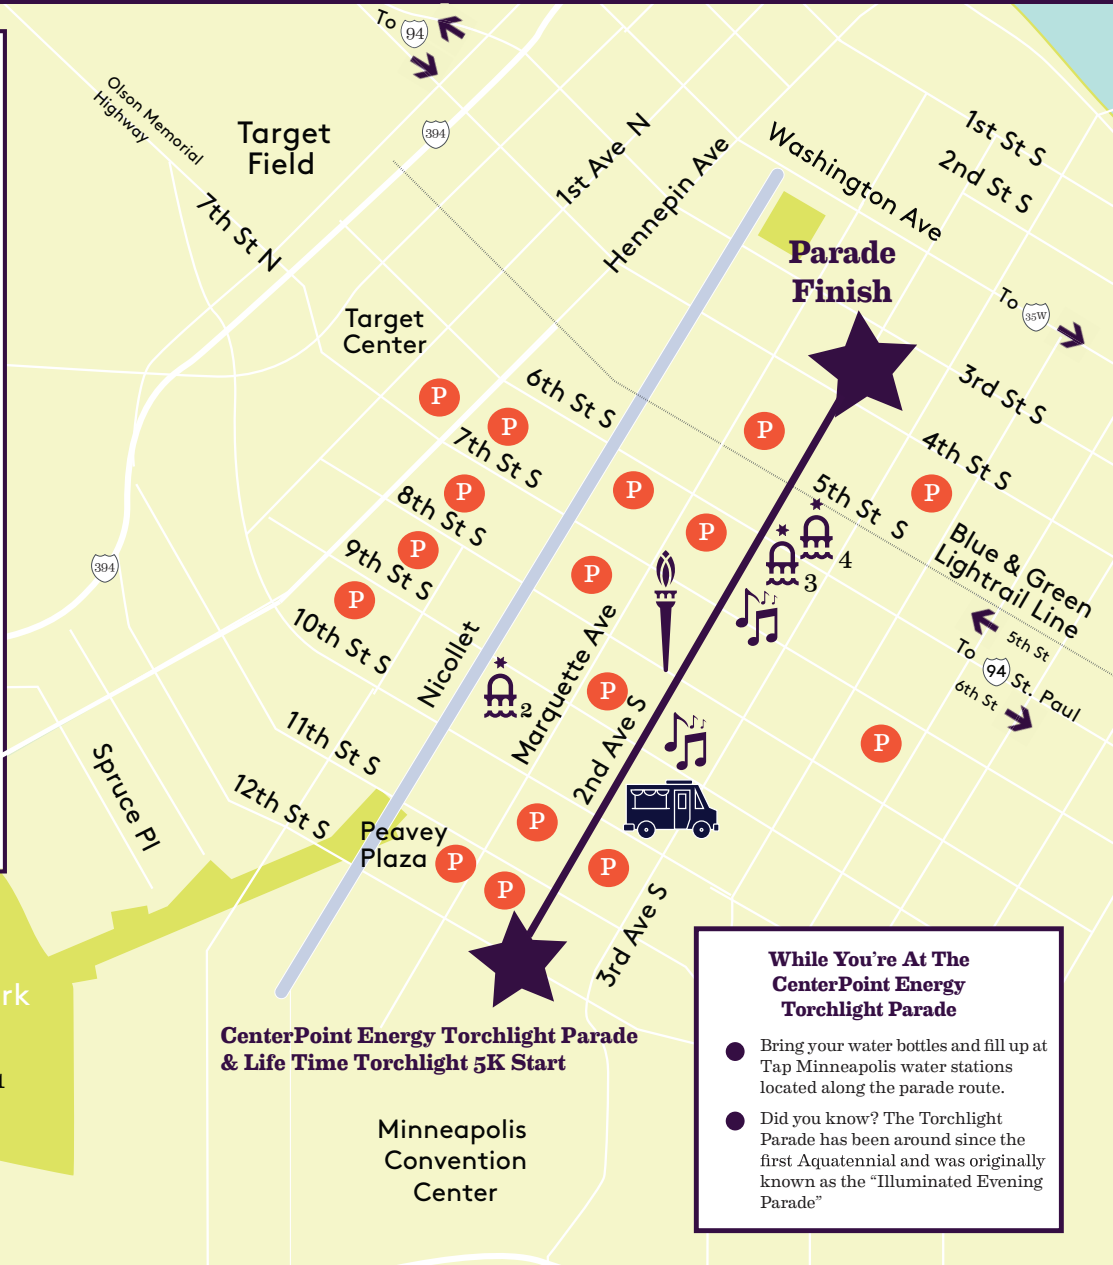 To
94
394
Olson Memorial
Highway
Target
Field
7th St N
1st Ave N
Hennepin Ave
Washington Ave
1st St S
2nd St S
Parade
Finish
To
35W
Target
Center
6th St S
3rd St S
4th St S
P
P
P
7th St S
P
P
P
5th St S
P
8th St S
P
4
Blue & Green
Lightrail Line
394
P
9th St S
P
3
P
10th St S
5th St
To
94
St. Paul
6th St
Nicollet
2
Marquette Ave
P
2nd Ave S
P
11th St S
Spruce Pl
12th St S
Peavey
Plaza
P
P
P
P
3rd Ave S
rk
1
CenterPoint Energy Torchlight Parade
& Life Time Torchlight 5K Start
Minneapolis
Convention
Center
While You're At The
CenterPoint Energy
Torchlight Parade
Bring your water bottles and fill up at
Tap Minneapolis water stations
located along the parade route.
Did you know? The Torchlight
Parade has been around since the
first Aquatennial and was originally
known as the “Illuminated Evening
Parade”